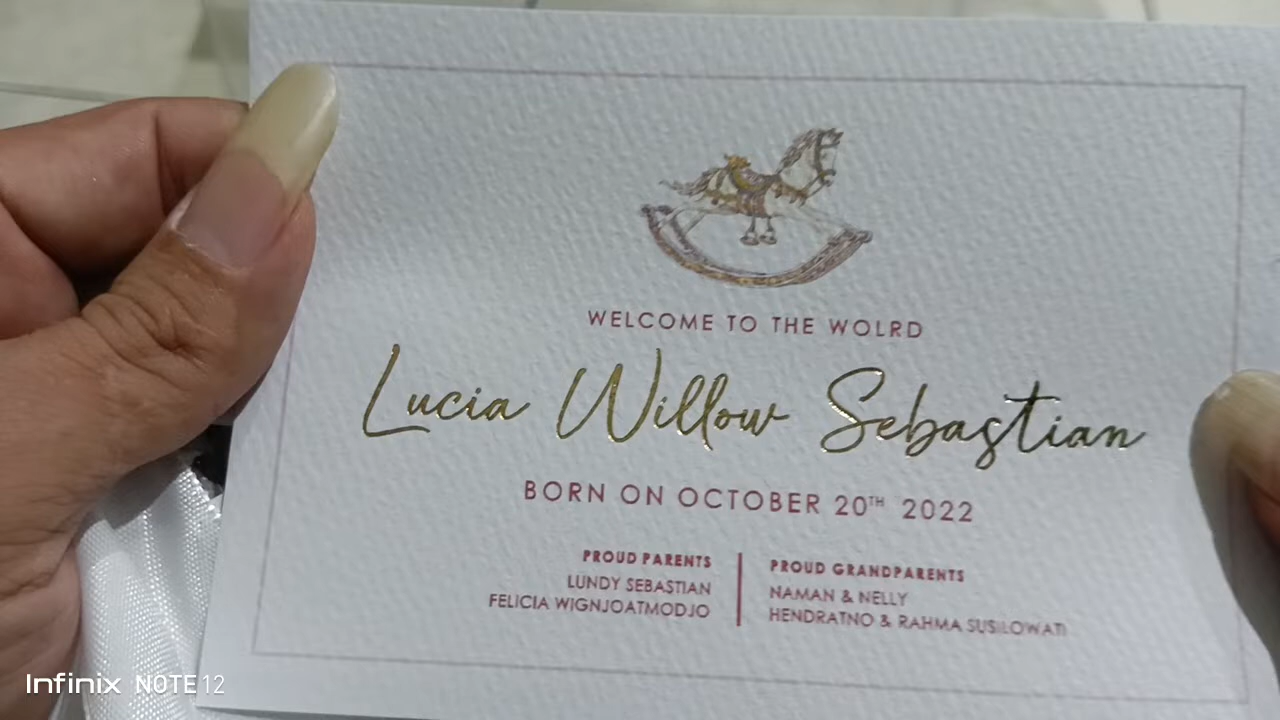 WELCOME TO THE WOLRD
Lucia Willow Sebastian
BORN ON OCTOBER 20TH 2022
PROUD PARENTS
LUNDY SEBASTIAN
FELICIA WIGNJOATMODJO
PROUD GRANDPARENTS
NAMAN & NELLY
HENDRATNO & RAHMA SUSILOWATI
Infinix NOTE 12